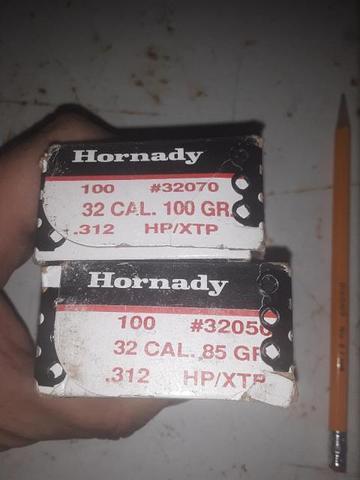 Hornady
100 #32070
32 CAL. 100 GR.
.312 HP/XTP
Hornady
100 #32050
32 CAL. 85 GR
.312 HP/XTP